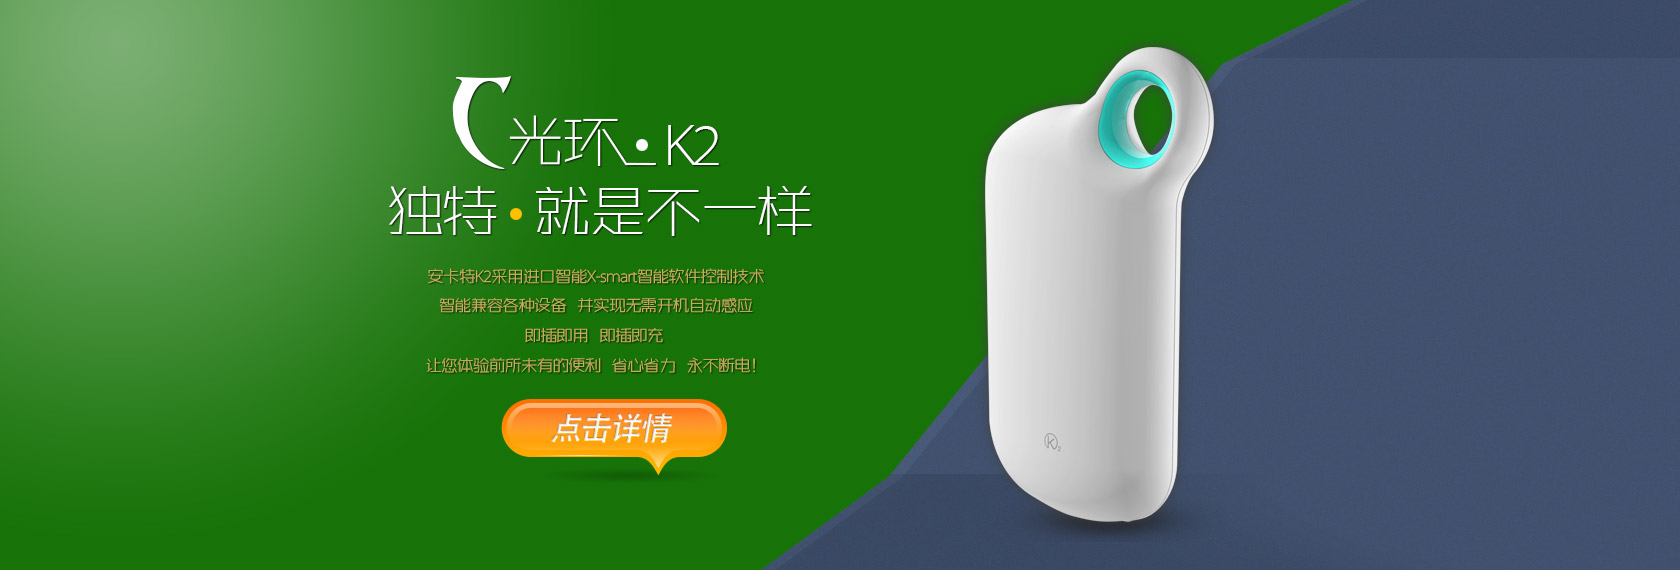 光环·K2
独特·就是不一样
安卡特K2采用进口智能X-smart智能软件控制技术
智能兼容各种设备 并实现无需开机自动感应
即插即用 即插即充
让您体验前所未有的便利 省心省力 永不断电!
点击详情
K2